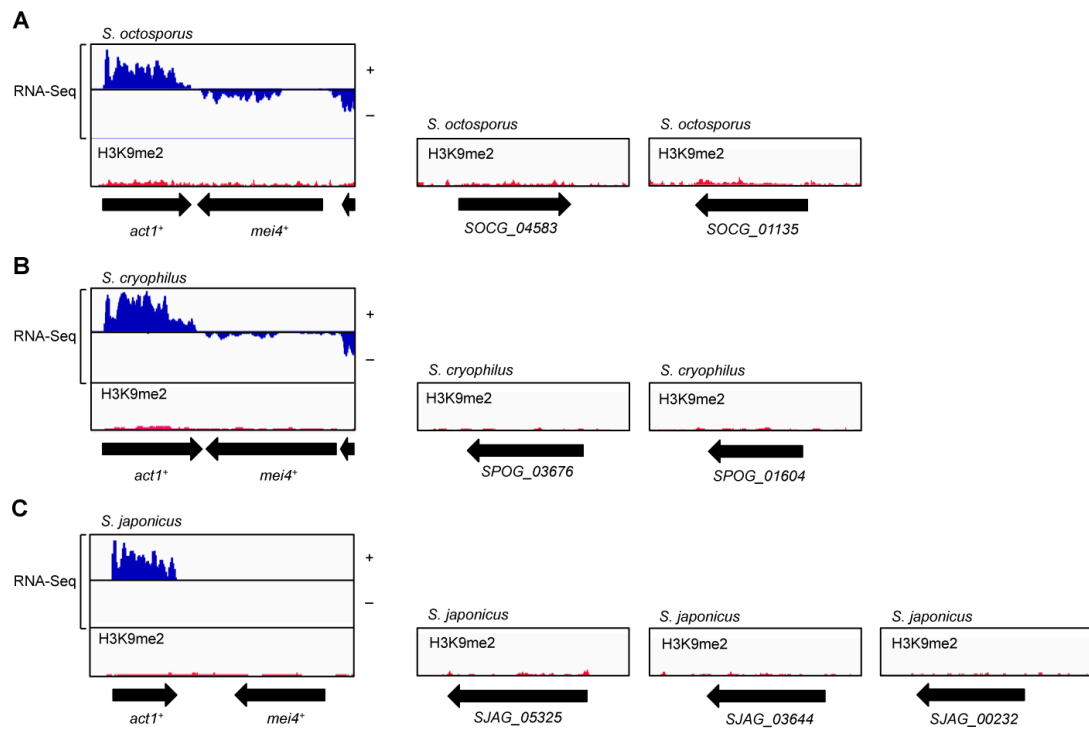 A
S. octosporus
RNA-Seq
+
–
H3K9me2
act1⁺
mei4⁺
S. octosporus
H3K9me2
SOCG_04583
S. octosporus
H3K9me2
SOCG_01135
B
S. cryophilus
RNA-Seq
+
–
H3K9me2
act1⁺
mei4⁺
S. cryophilus
H3K9me2
SPOG_03676
S. cryophilus
H3K9me2
SPOG_01604
C
S. japonicus
RNA-Seq
+
–
H3K9me2
act1⁺
mei4⁺
S. japonicus
H3K9me2
SJAG_05325
S. japonicus
H3K9me2
SJAG_03644
S. japonicus
H3K9me2
SJAG_00232